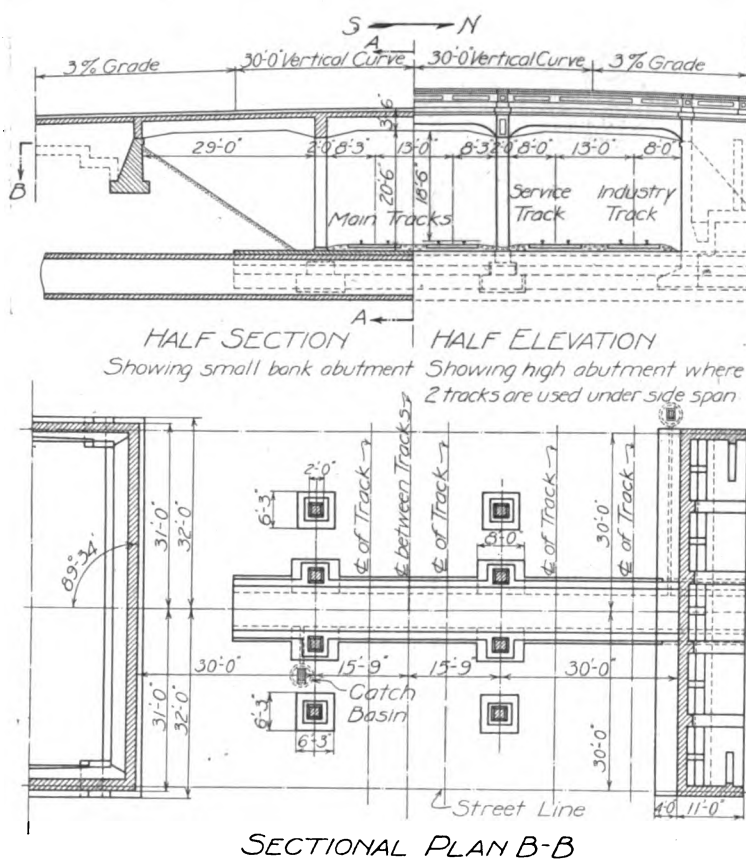 S N
A
3% Grade 30'-0" Vertical Curve 30'-0" Vertical Curve 3% Grade
3'-6"
B 29'-0" 2'-0" 8'-3" 13'-0" 8'-3" 2'-0" 8'-0" 13'-0" 8'-0"
20'-6" 18'-6"
Main Tracks
Service Track
Industry Track
A
HALF SECTION
Showing small bank abutment
HALF ELEVATION
Showing high abutment where
2 tracks are used under side span
31'-0" 32'-0"
89°-34'
31'-0" 32'-0"
2'-0"
6'-3"
℄ of Track
℄ between Tracks
℄ of Track
8'-0"
℄ of Track
℄ of Track
30'-0"
30'-0" 15'-9" 15'-9" 30'-0"
Catch
Basin
6'-3"
6'-3"
30'-0"
Street Line
4'-0" 11'-0"
SECTIONAL PLAN B-B